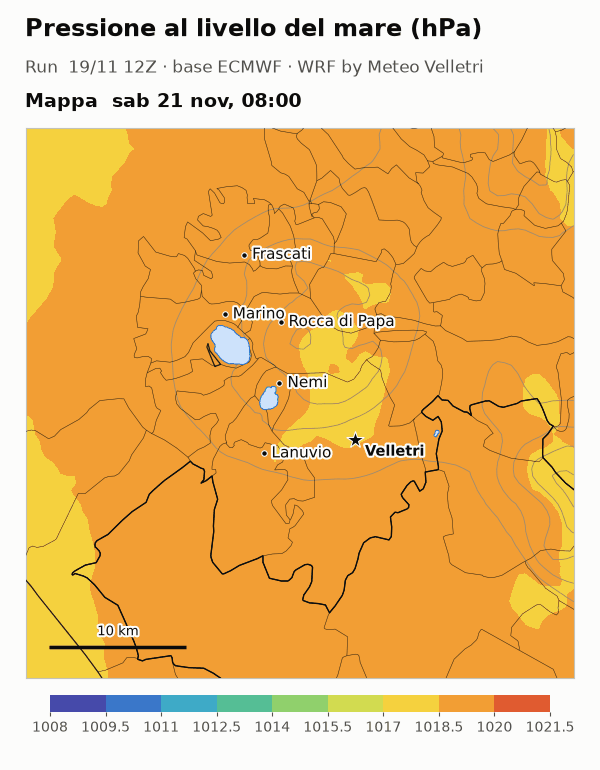 Pressione al livello del mare (hPa)
Run  19/11 12Z · base ECMWF · WRF by Meteo Velletri
Mappa  sab 21 nov, 08:00
Frascati
Marino
Rocca di Papa
Nemi
Velletri
Lanuvio
10 km
1008 1009.5 1011 1012.5 1014 1015.5 1017 1018.5 1020 1021.5